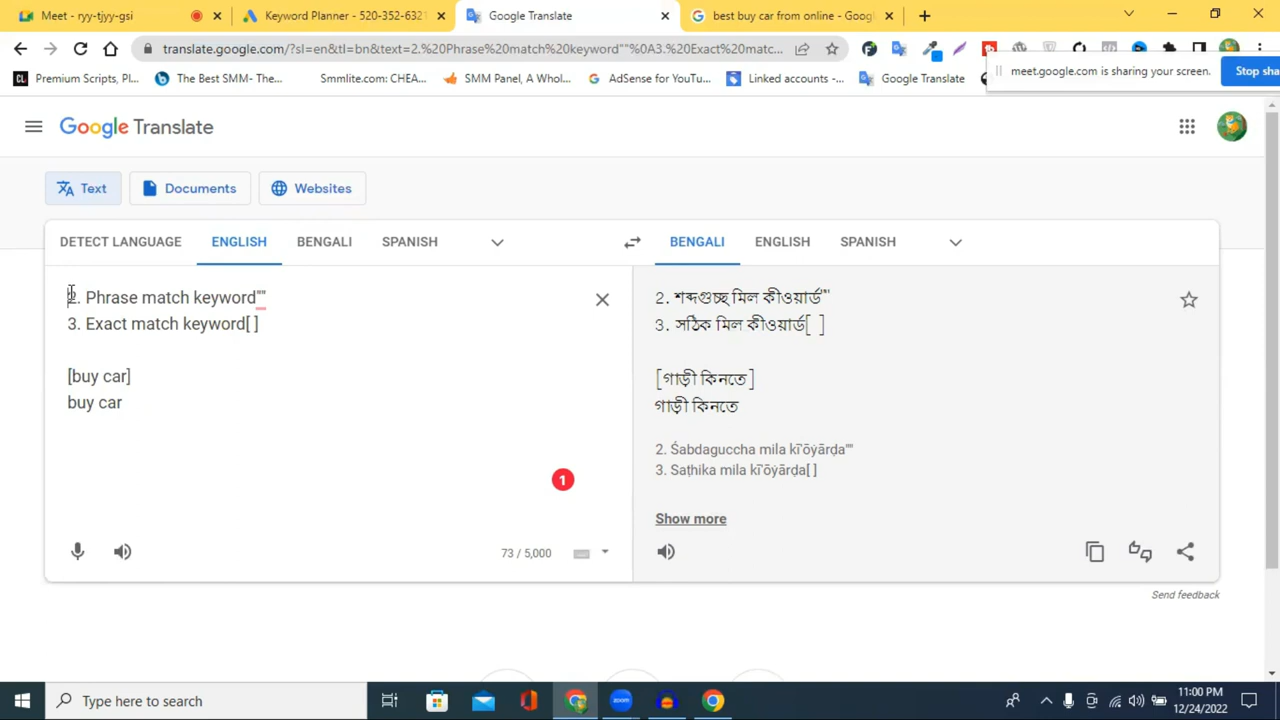 Meet - ryy-tjyy-gsi
Keyword Planner - 520-352-632
Google Translate
best buy car from online - Goog
translate.google.com/?sl=en&tl=bn&text=2.%20Phrase%20match%20keyword""%0A3.%20Exact%20matc...
Premium Scripts, Pl...
The Best SMM- The...
Smmlite.com: CHEA...
SMM Panel, A Whol...
AdSense for YouTu...
Linked accounts -...
Google Translate
meet.google.com is sharing your screen.
Stop sha
Google Translate
Text
Documents
Websites
DETECT LANGUAGE
ENGLISH
BENGALI
SPANISH
BENGALI
ENGLISH
SPANISH
2. Phrase match keyword""
3. Exact match keyword[ ]
[buy car]
buy car
1
73 / 5,000
2. শব্দগুচ্ছ মিল কীওয়ার্ড""
3. সঠিক মিল কীওয়ার্ড[ ]
[গাড়ী কিনতে]
গাড়ী কিনতে
2. Śabdaguccha mila kī'ōẏārḍa""
3. Saṭhika mila kī'ōẏārḍa[ ]
Show more
Send feedback
Type here to search
zoom
11:00 PM
12/24/2022